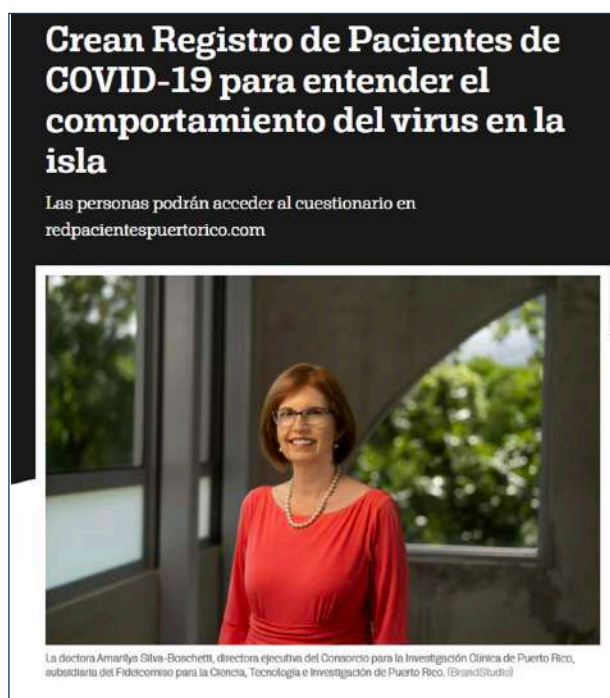 Crean Registro de Pacientes de
COVID-19 para entender el
comportamiento del virus en la
isla
Las personas podrán acceder al cuestionario en
redpacientespuertorico.com
La doctora Amarilys Silva-Boschetti, directora ejecutiva del Consorcio para la Investigación Clínica de Puerto Rico,
subsidiaria del Fideicomiso para la Ciencia, Tecnología e Investigación de Puerto Rico. (BrandStudio)